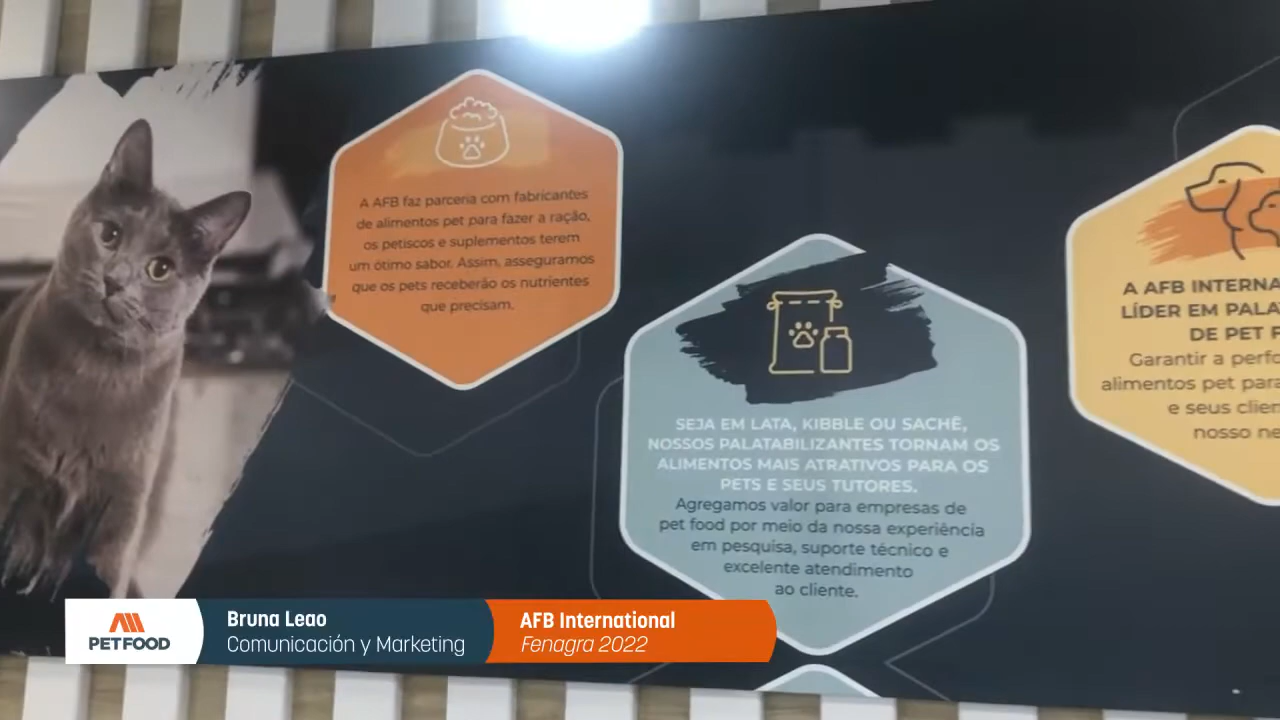 A AFB faz parceria com fabricantes
de alimentos pet para fazer a ração,
os petiscos e suplementos terem
um ótimo sabor. Assim, asseguramos
que os pets receberão os nutrientes
que precisam.
SEJA EM LATA, KIBBLE OU SACHÊ,
NOSSOS PALATABILIZANTES TORNAM OS
ALIMENTOS MAIS ATRATIVOS PARA OS
PETS E SEUS TUTORES.
Agregamos valor para empresas de
pet food por meio da nossa experiência
em pesquisa, suporte técnico e
excelente atendimento
ao cliente.
A AFB INTERNA
LÍDER EM PALA
DE PET F
Garantir a perfo
alimentos pet para
e seus clien
nosso ne
PETFOOD
Bruna Leao
Comunicación y Marketing
AFB International
Fenagra 2022